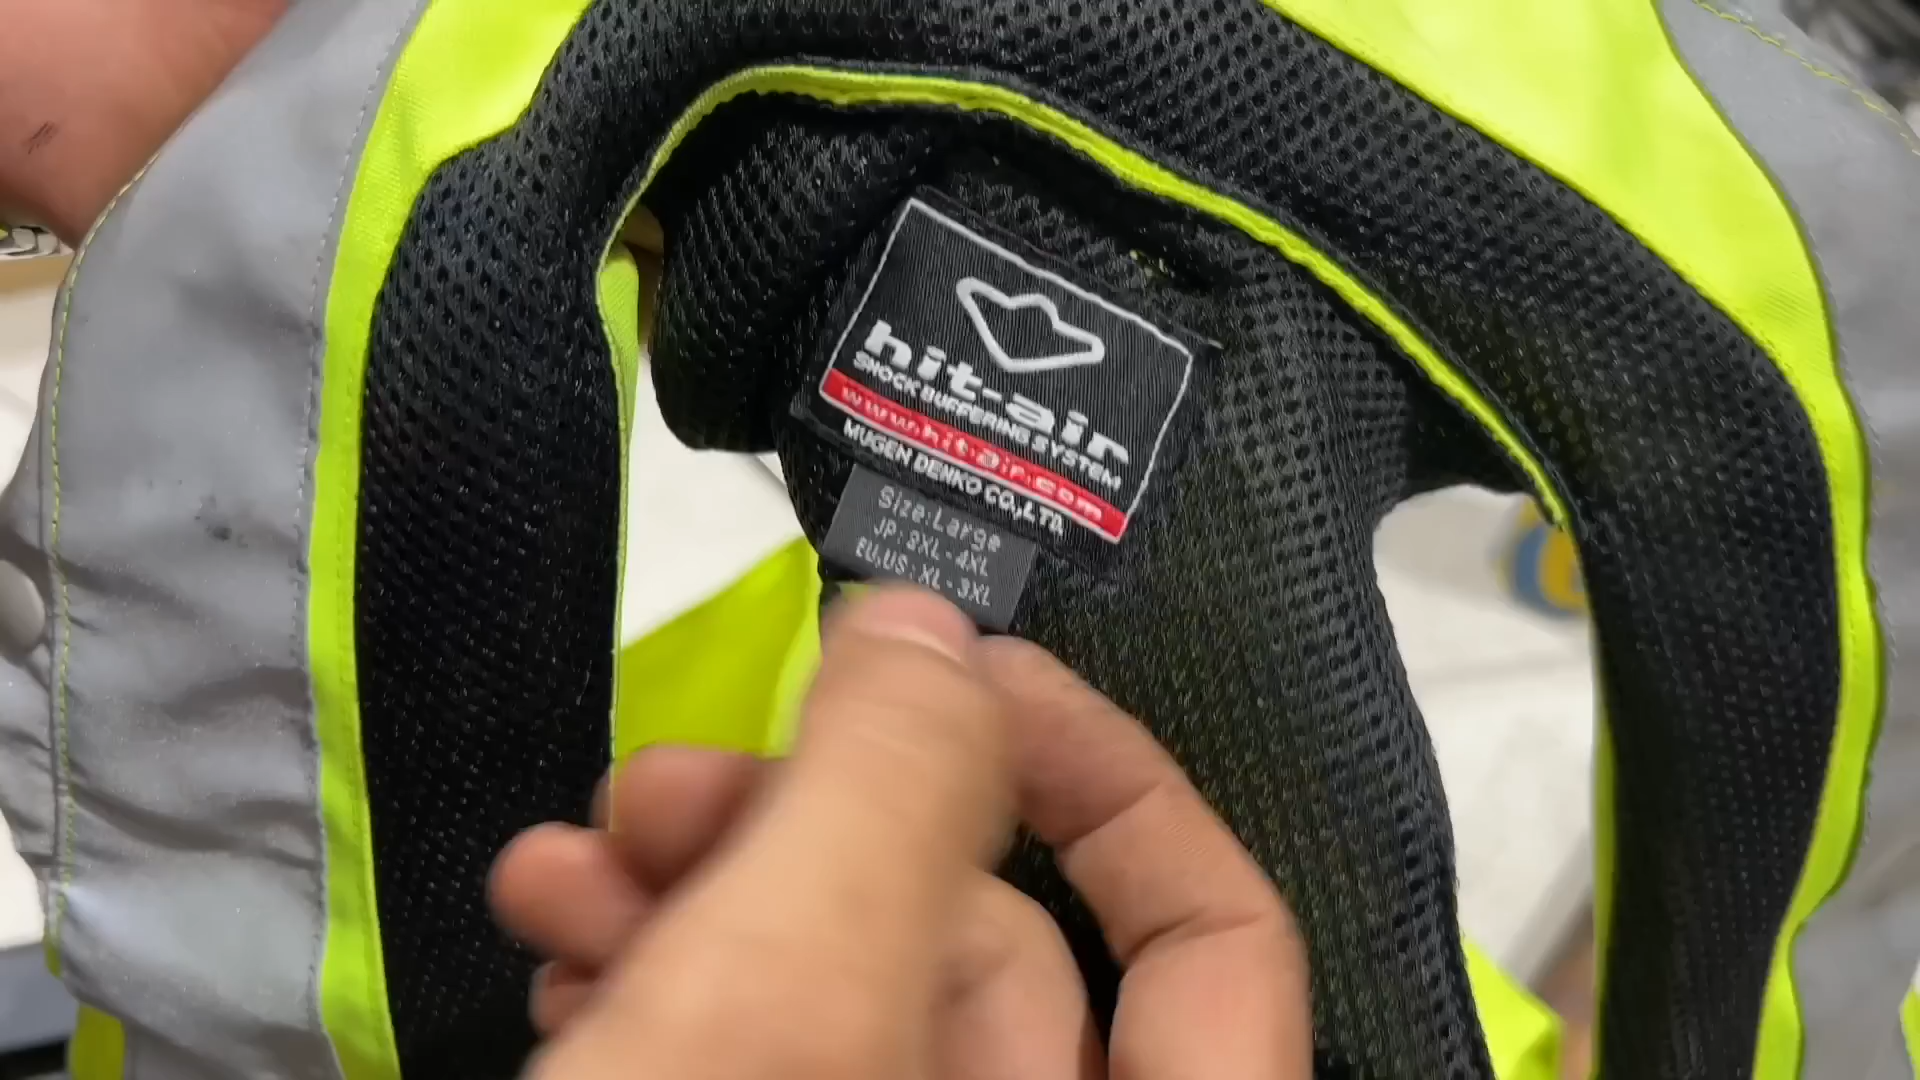 hit-air
SHOCK BUFFERING SYSTEM
www.hit-air.com
MUGEN DENKO CO.,LTD.
Size:Large
JP:2XL-4XL
EU,US:XL-3XL